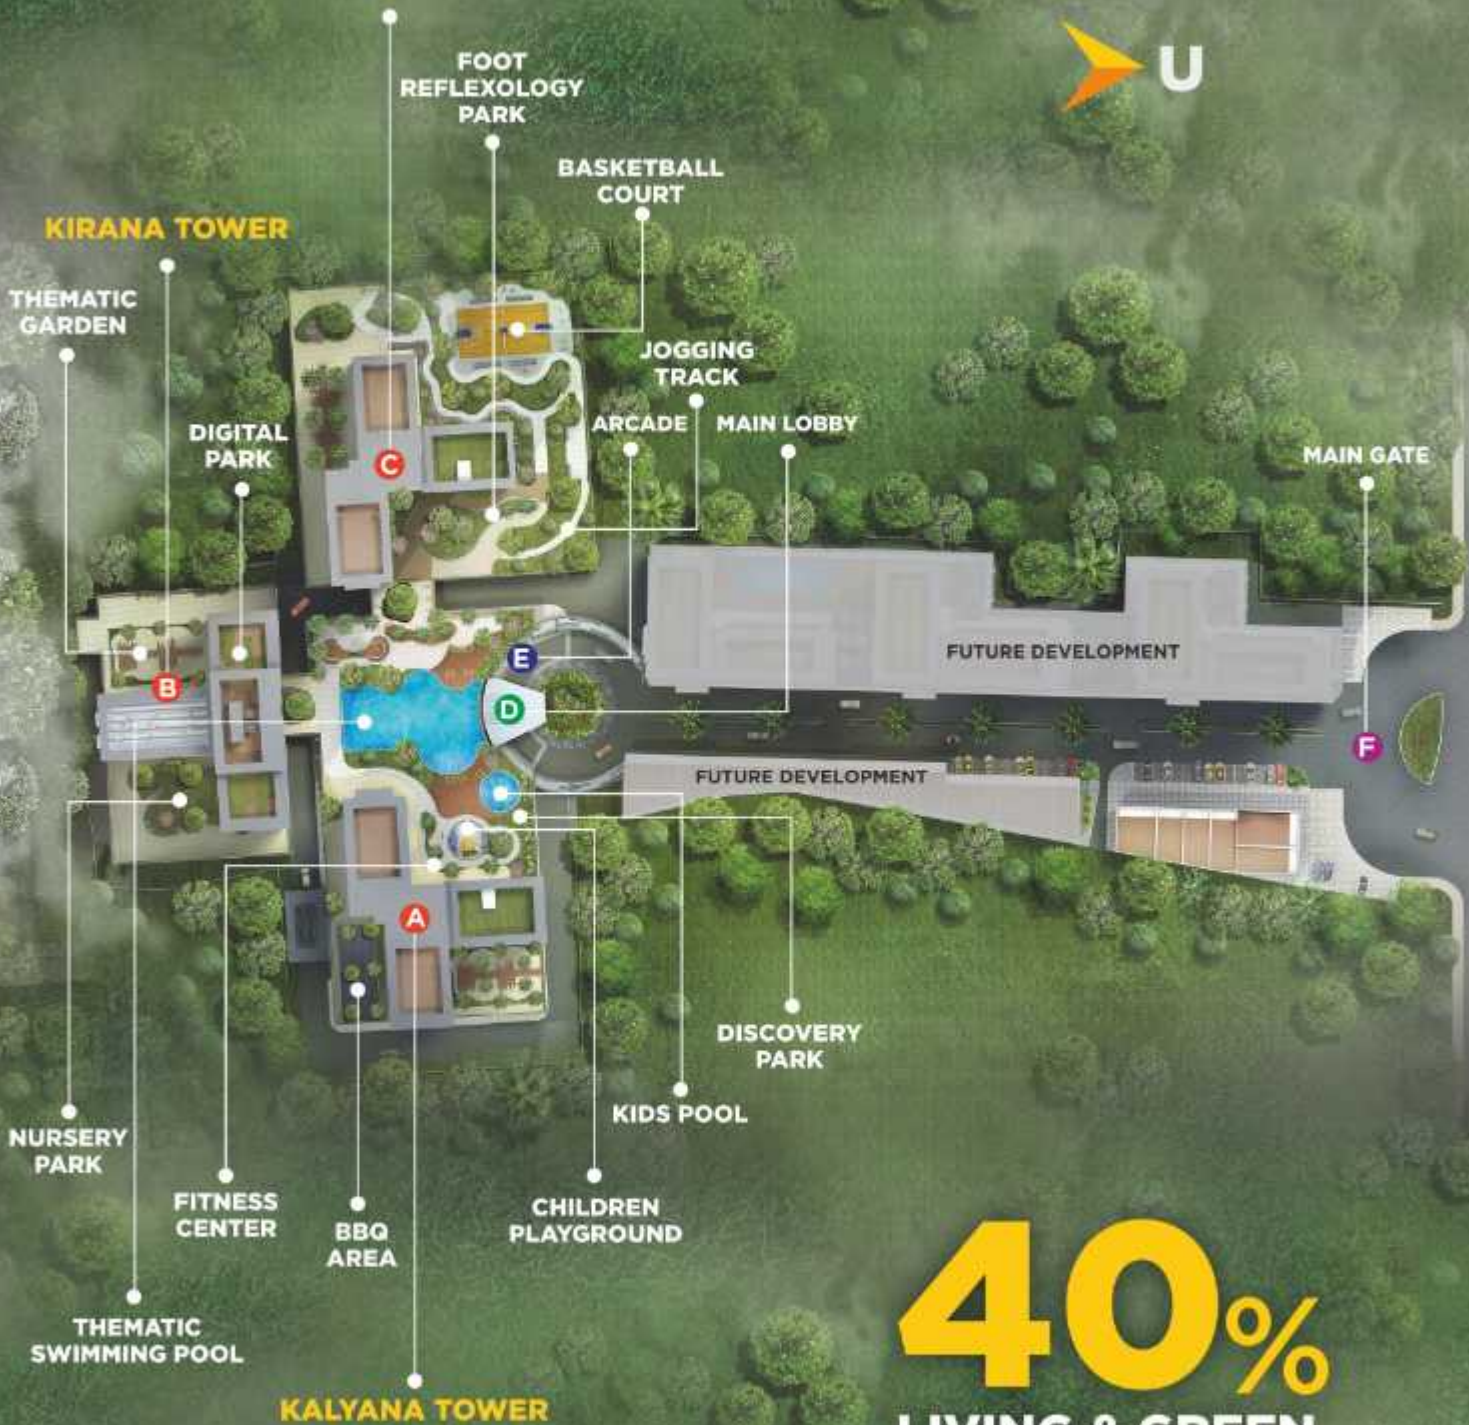 U
FOOT
REFLEXOLOGY
PARK
BASKETBALL
COURT
KIRANA TOWER
THEMATIC
GARDEN
JOGGING
TRACK
ARCADE
MAIN LOBBY
DIGITAL
PARK
MAIN GATE
C
FUTURE DEVELOPMENT
E
B
D
F
FUTURE DEVELOPMENT
A
DISCOVERY
PARK
KIDS POOL
NURSERY
PARK
FITNESS
CENTER
BBQ
AREA
CHILDREN
PLAYGROUND
THEMATIC
SWIMMING POOL
KALYANA TOWER
40%
LIVING & GREEN